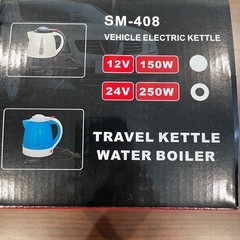 SM-408
VEHICLE ELECTRIC KETTLE
12V 150W
24V 250W
TRAVEL KETTLE
WATER BOILER